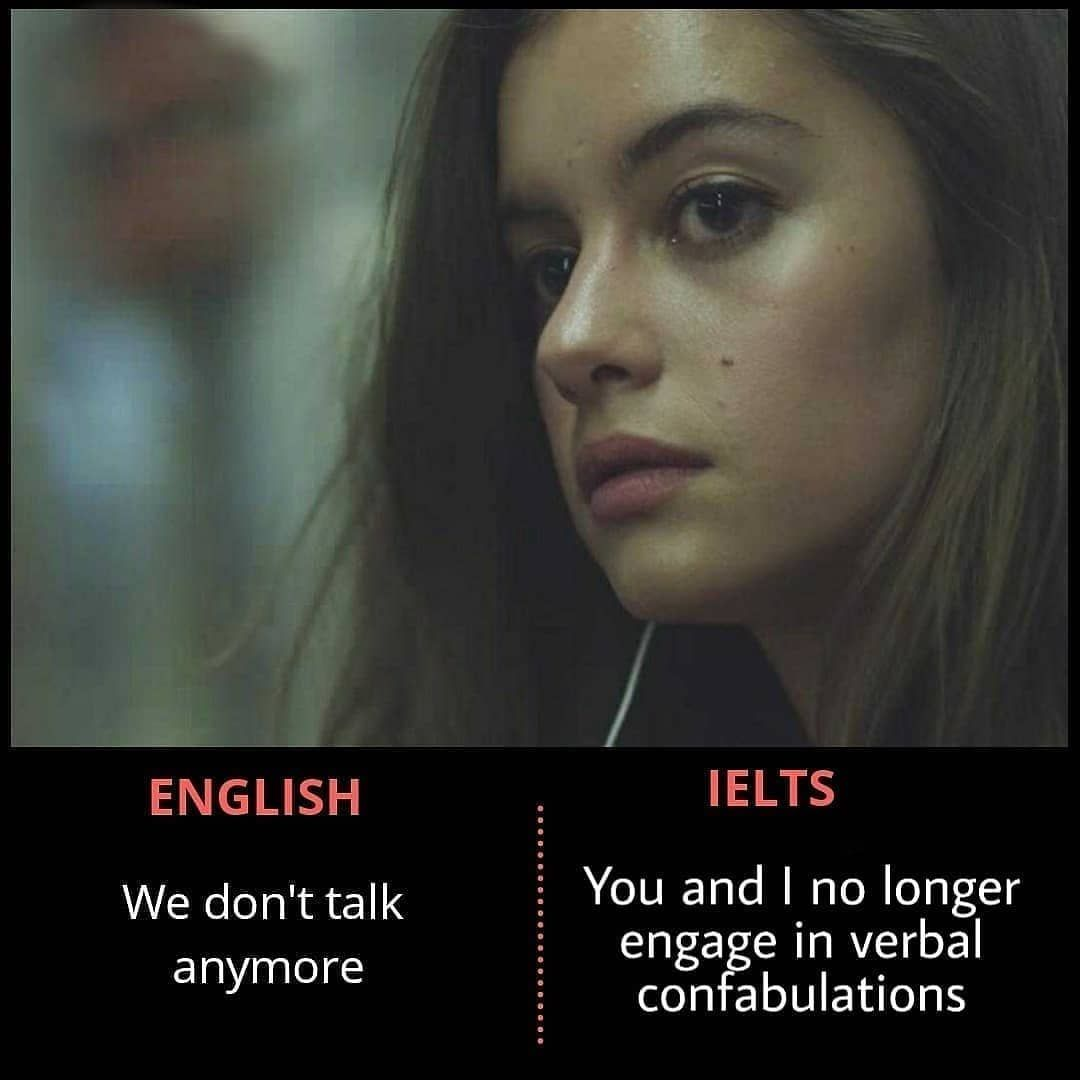 ENGLISH
We don't talk
anymore
IELTS
You and I no longer
engage in verbal
confabulations